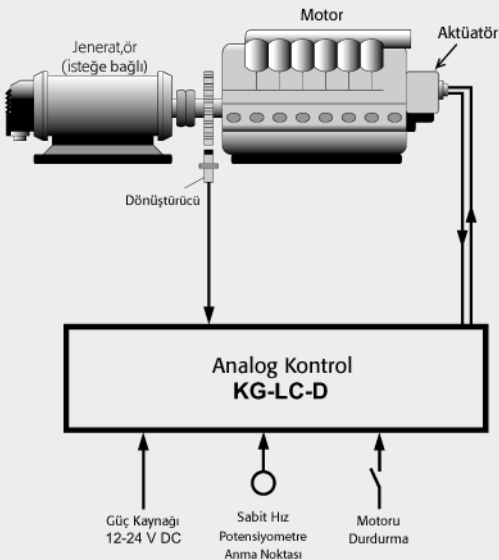 Motor
Aktüatör
Jenerat,ör
(isteğe bağlı)
Dönüştürücü
Analog Kontrol
KG-LC-D
Güç Kaynağı
12-24 V DC
Sabit Hız
Potensiyometre
Anma Noktası
Motoru
Durdurma